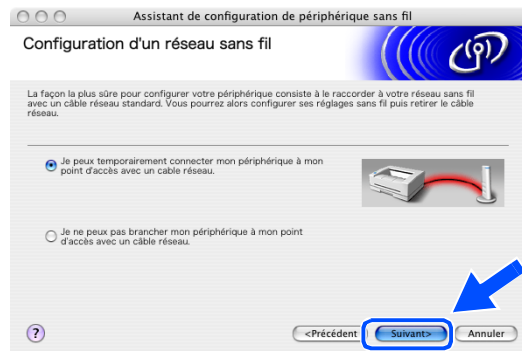 Assistant de configuration de périphérique sans fil
Configuration d'un réseau sans fil
La façon la plus sûre pour configurer votre périphérique consiste à le raccorder à votre réseau sans fil
avec un câble réseau standard. Vous pourrez alors configurer ses réglages sans fil puis retirer le câble
réseau.
Je peux temporairement connecter mon périphérique à mon
point d'accès avec un cable réseau.
Je ne peux pas brancher mon périphérique à mon point
d'accès avec un câble réseau.
?
<Précédent
Suivant>
Annuler